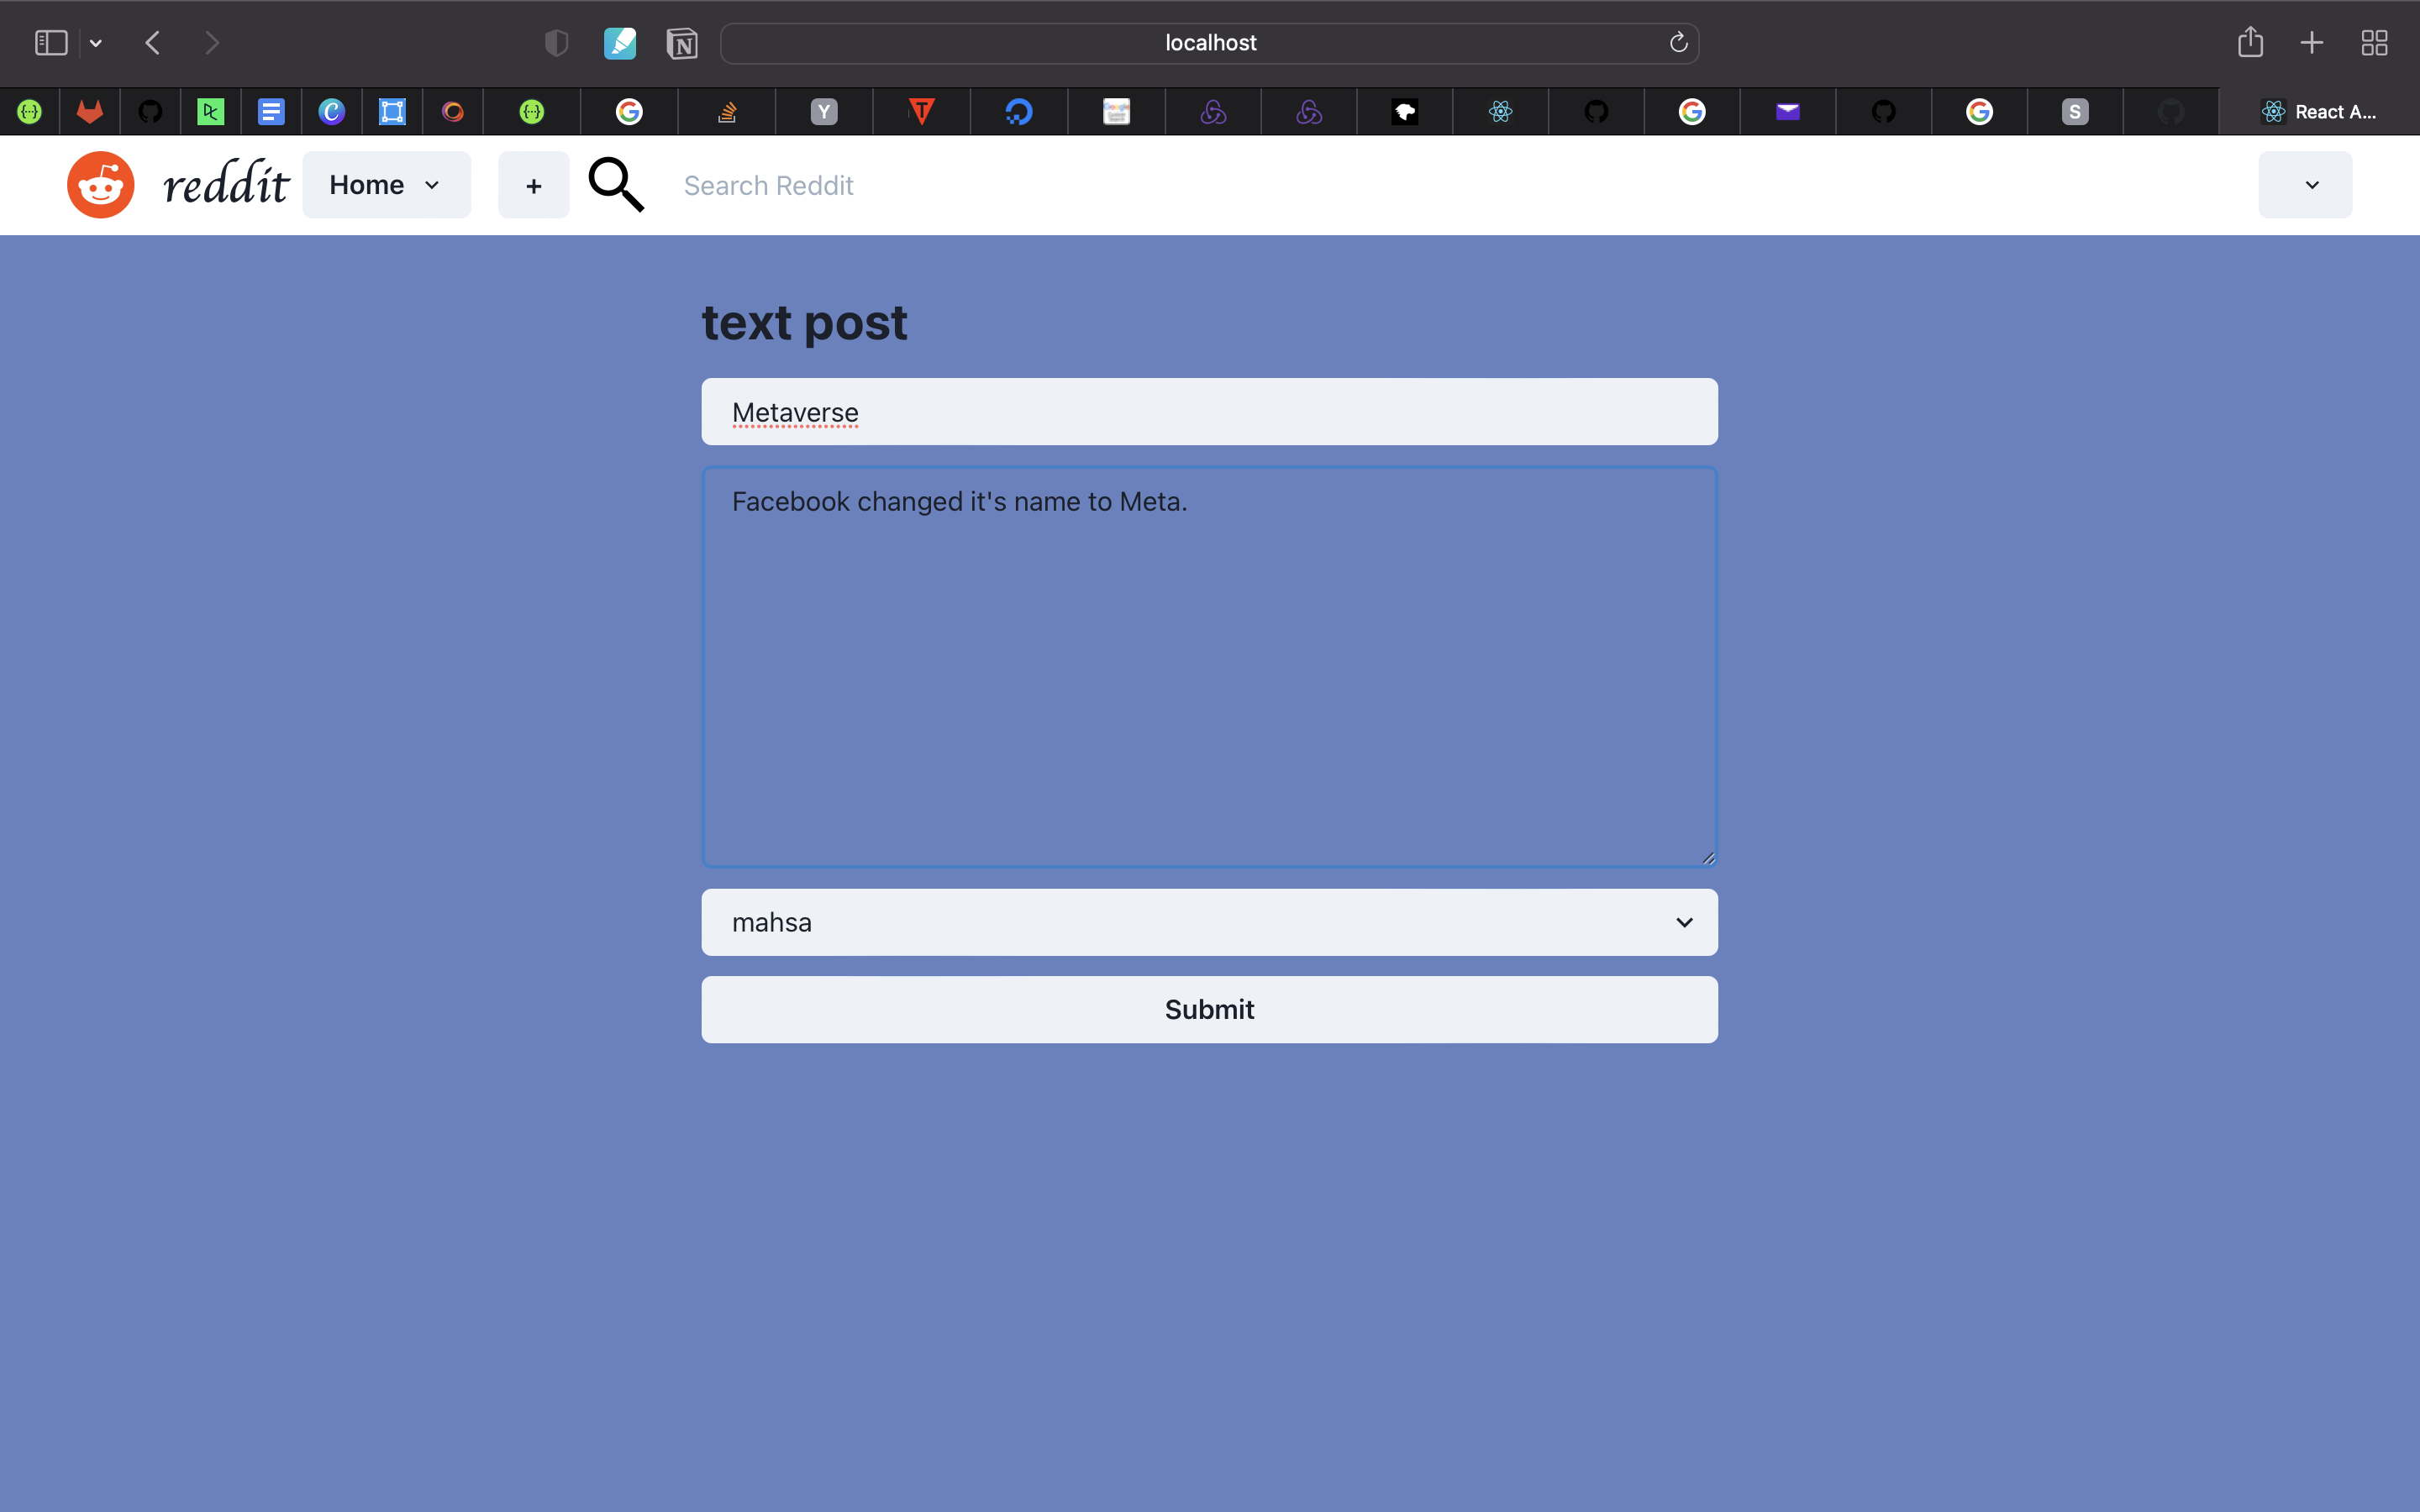 localhost
Y
T
S
React A...
reddit
Home
+
Search Reddit
text post
Metaverse
Facebook changed it's name to Meta.
mahsa
Submit